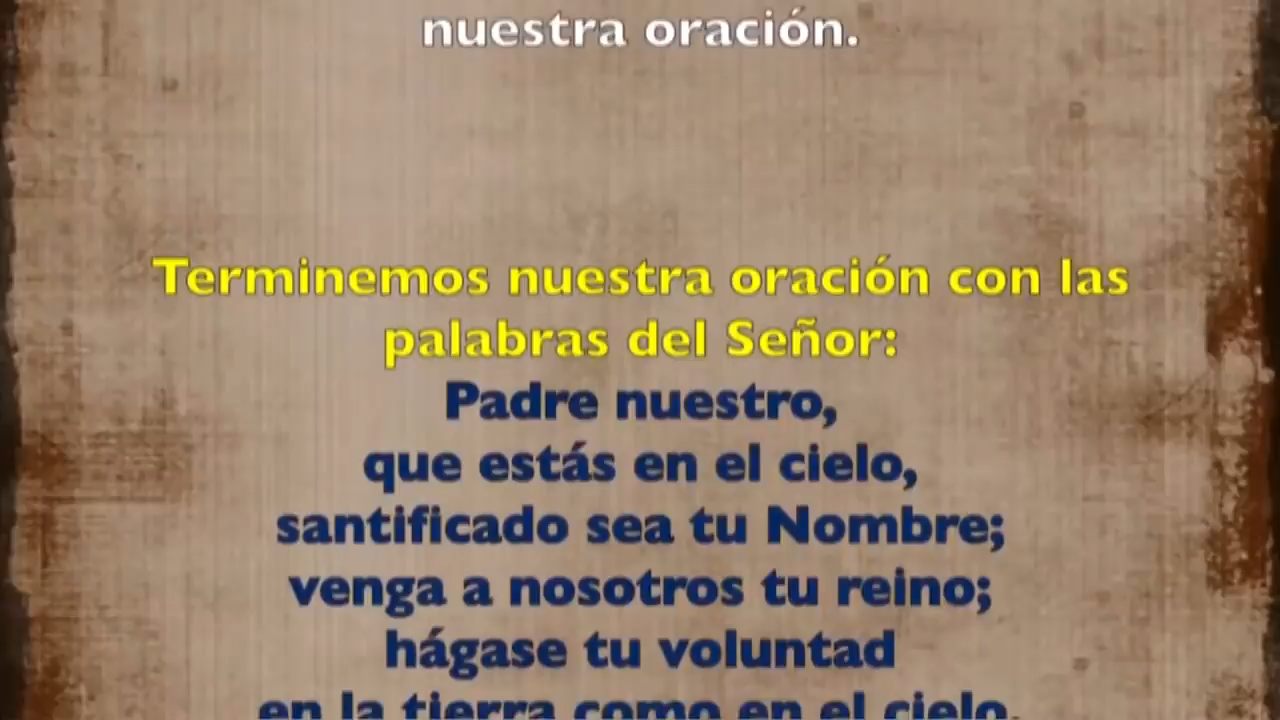 nuestra oración.
Terminemos nuestra oración con las
palabras del Señor:
Padre nuestro,
que estás en el cielo,
santificado sea tu Nombre;
venga a nosotros tu reino;
hágase tu voluntad
en la tierra como en el cielo.